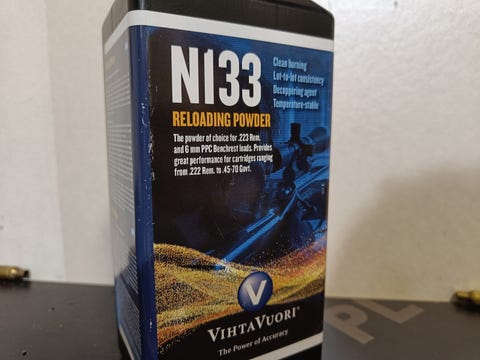 N133
RELOADING POWDER
The powder of choice for .223 Rem.
and 6 mm PPC Benchrest loads. Provides
great performance for cartridges ranging
from .222 Rem. to .45-70 Govt.
Clean burning
Lot-to-lot consistency
Decoppering agent
Temperature-stable
V
VIHTAVUORI®
The Power of Accuracy
PL